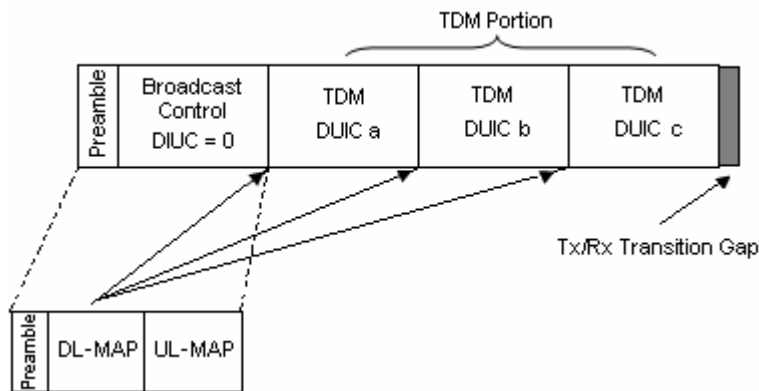 TDM Portion
Preamble
Broadcast
Control
DIUC = 0
TDM
DUIC a
TDM
DUIC b
TDM
DUIC c
Tx/Rx Transition Gap
Preamble
DL-MAP
UL-MAP